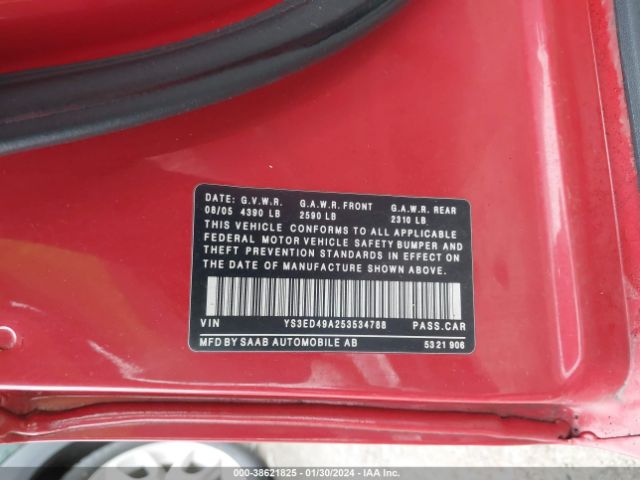 DATE: G.V.W.R. G.A.W.R. FRONT G.A.W.R. REAR
08/05 4390 LB 2590 LB 2310 LB
THIS VEHICLE CONFORMS TO ALL APPLICABLE
FEDERAL MOTOR VEHICLE SAFETY BUMPER AND
THEFT PREVENTION STANDARDS IN EFFECT ON
THE DATE OF MANUFACTURE SHOWN ABOVE.
VIN YS3ED49A253534788 PASS.CAR
MFD BY SAAB AUTOMOBILE AB 5321 906
000-38621825 - 01/30/2024 - IAA Inc.